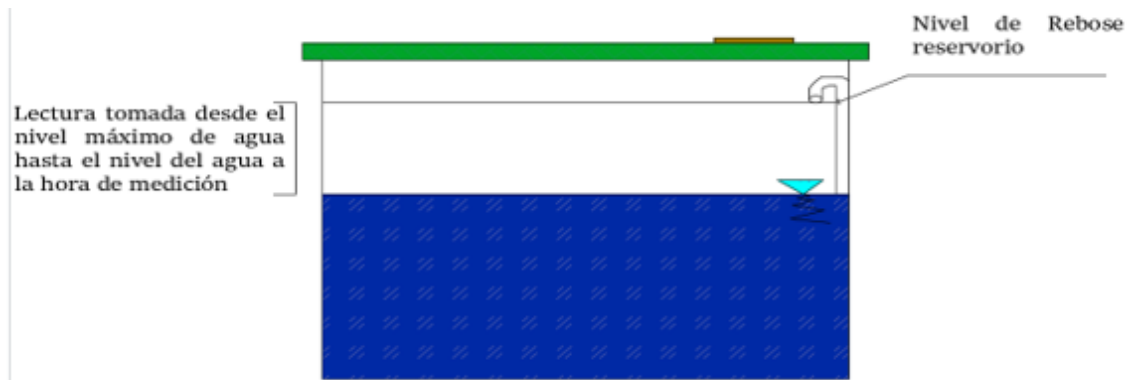 Nivel de Rebose
reservorio
Lectura tomada desde el
nivel máximo de agua
hasta el nivel del agua a
la hora de medición